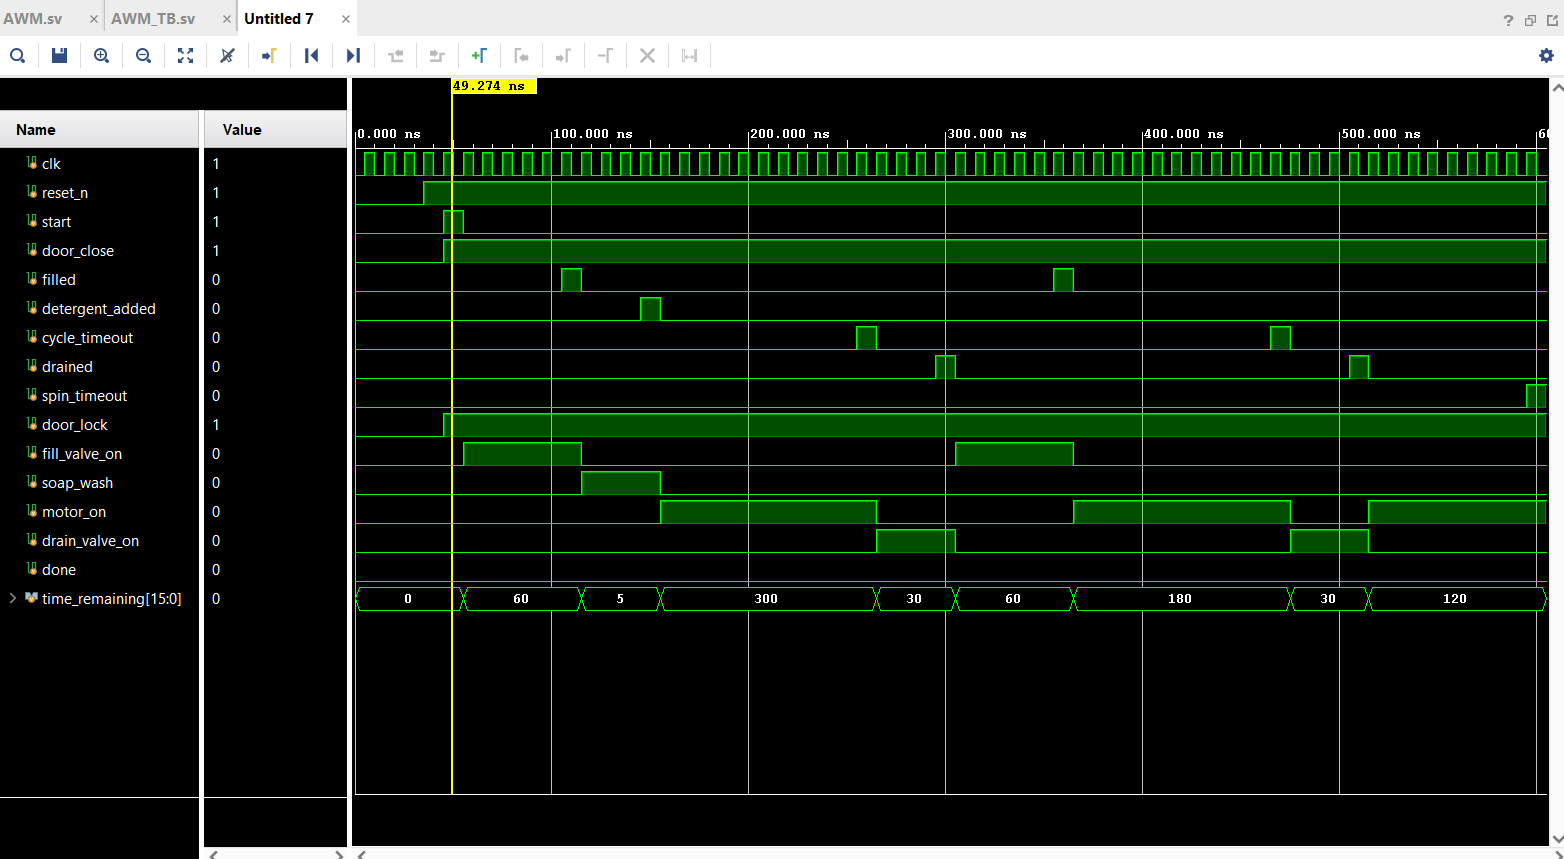 AWM.sv × AWM_TB.sv × Untitled 7 ×
49.274 ns
Name Value
0.000 ns 100.000 ns 200.000 ns 300.000 ns 400.000 ns 500.000 ns
clk 1
reset_n 1
start 1
door_close 1
filled 0
detergent_added 0
cycle_timeout 0
drained 0
spin_timeout 0
door_lock 1
fill_valve_on 0
soap_wash 0
motor_on 0
drain_valve_on 0
done 0
time_remaining[15:0] 0 0 60 5 300 30 60 180 30 120